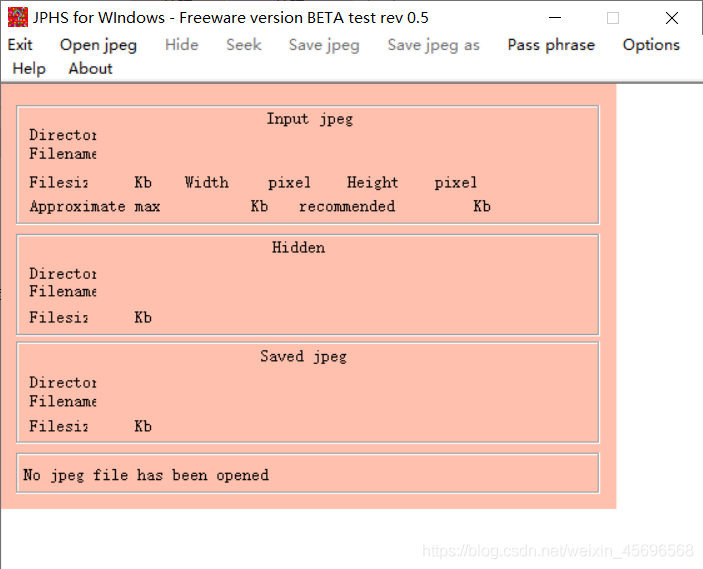 JPHS for WIndows - Freeware version BETA test rev 0.5
Exit Open jpeg Hide Seek Save jpeg Save jpeg as Pass phrase Options
Help About
Input jpeg
Director
Filename
Filesiz Kb Width pixel Height pixel
Approximate max Kb recommended Kb
Hidden
Director
Filename
Filesiz Kb
Saved jpeg
Director
Filename
Filesiz Kb
No jpeg file has been opened
https://blog.csdn.net/weixin_45696568